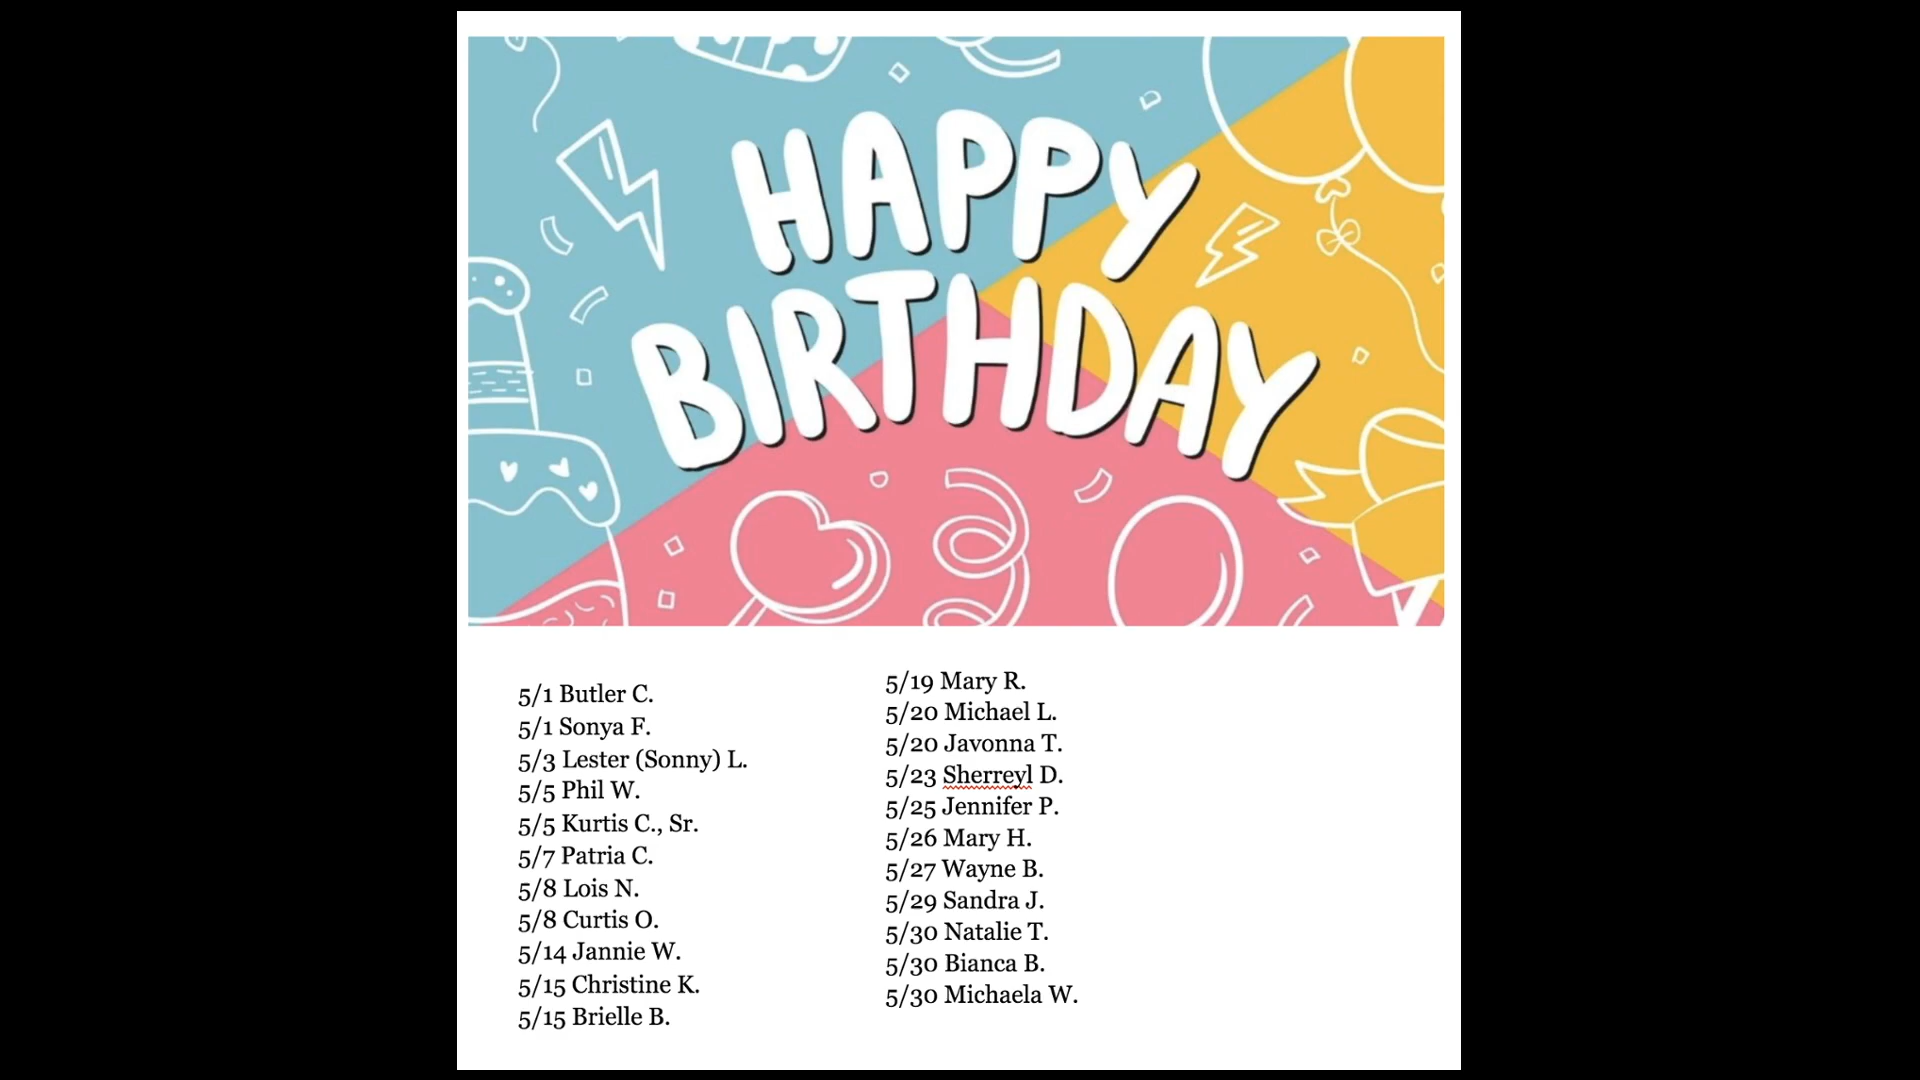 HAPPY
BIRTHDAY
5/1 Butler C.
5/1 Sonya F.
5/3 Lester (Sonny) L.
5/5 Phil W.
5/5 Kurtis C., Sr.
5/7 Patria C.
5/8 Lois N.
5/8 Curtis O.
5/14 Jannie W.
5/15 Christine K.
5/15 Brielle B.
5/19 Mary R.
5/20 Michael L.
5/20 Javonna T.
5/23 Sherreyl D.
5/25 Jennifer P.
5/26 Mary H.
5/27 Wayne B.
5/29 Sandra J.
5/30 Natalie T.
5/30 Bianca B.
5/30 Michaela W.